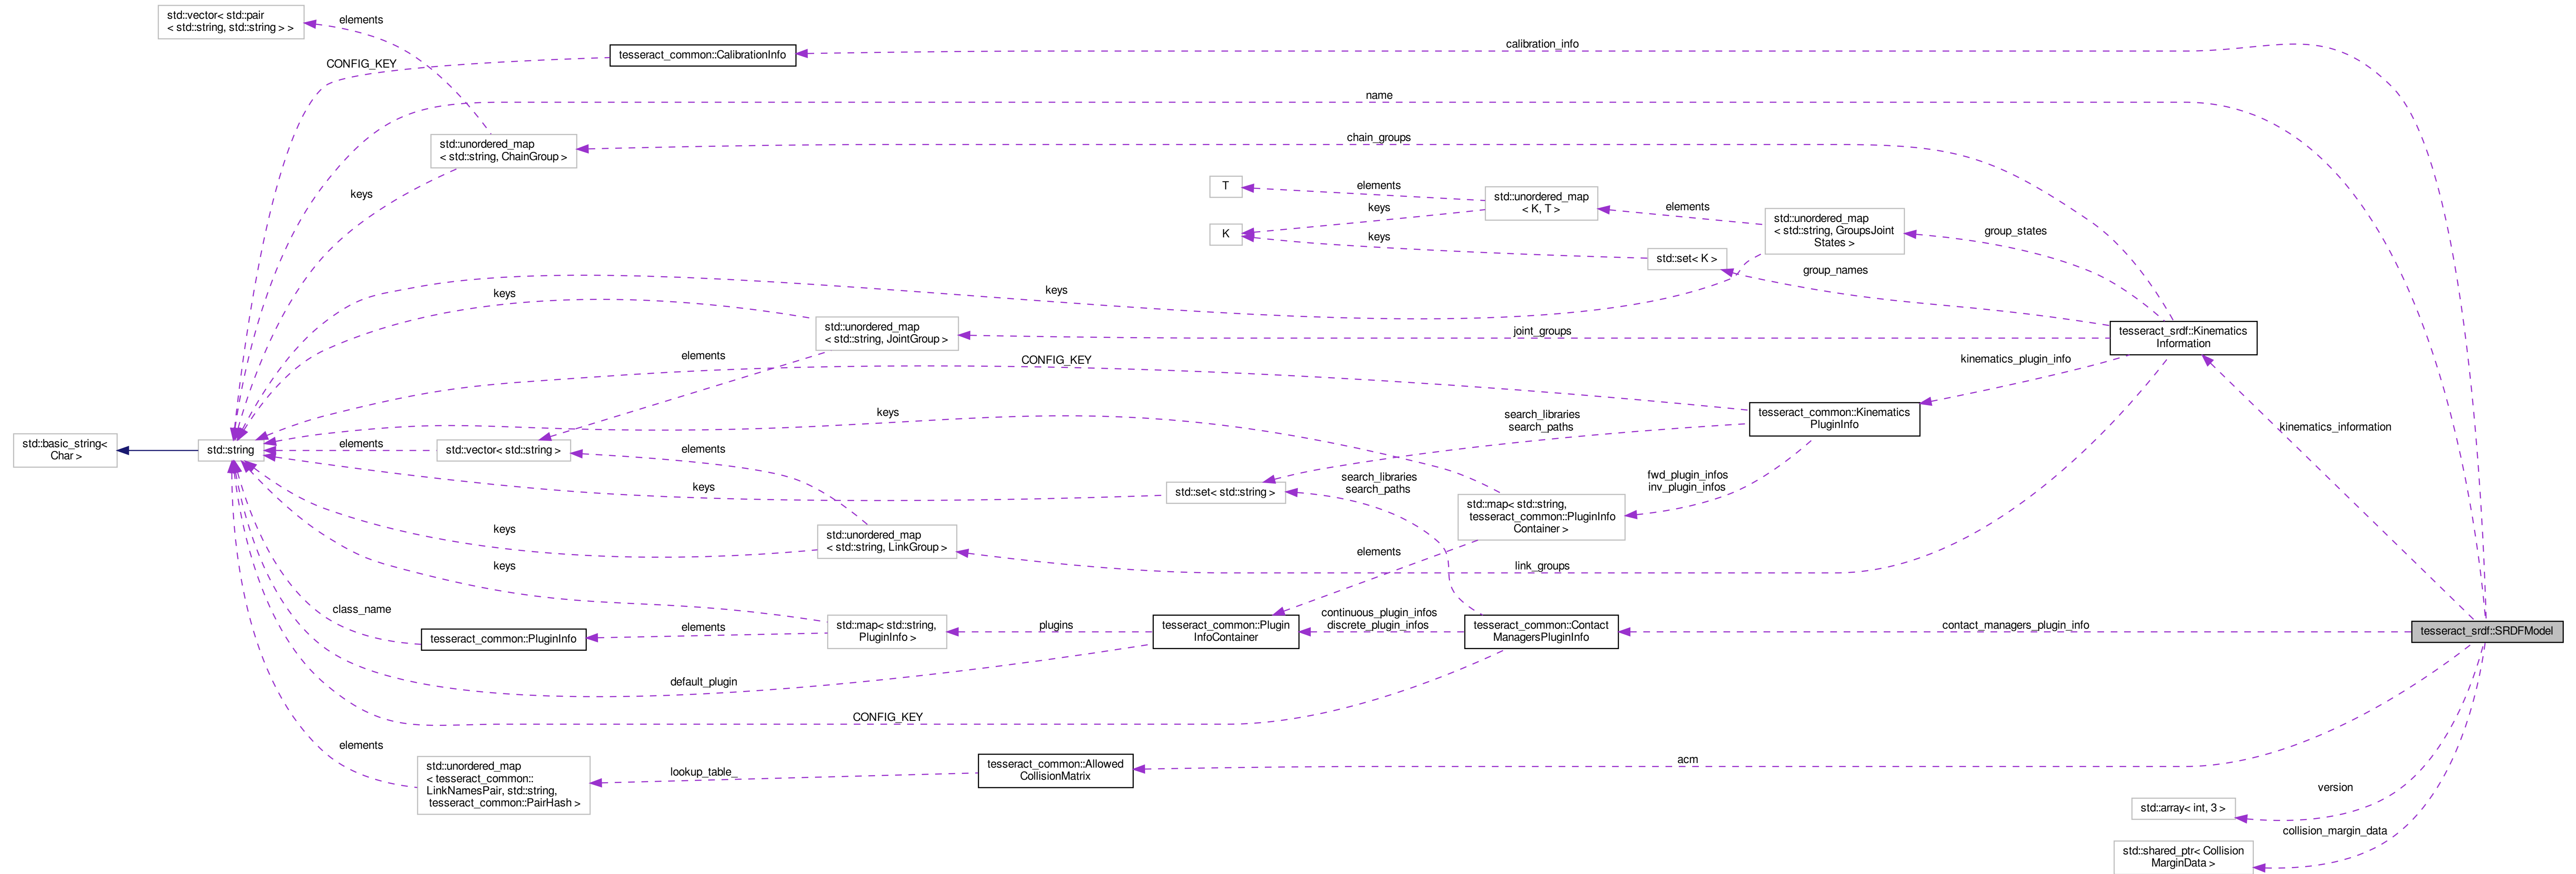 std::vector< std::pair
< std::string, std::string > >
elements
CONFIG_KEY
tesseract_common::CalibrationInfo
calibration_info
name
std::unordered_map
< std::string, ChainGroup >
chain_groups
keys
T
elements
keys
K
keys
std::unordered_map
< K, T >
elements
std::unordered_map
< std::string, GroupsJoint
States >
group_states
std::set< K >
group_names
keys
keys
std::unordered_map
< std::string, JointGroup >
joint_groups
tesseract_srdf::Kinematics
Information
elements
CONFIG_KEY
kinematics_plugin_info
keys
search_libraries
search_paths
tesseract_common::Kinematics
PluginInfo
kinematics_information
std::basic_string<
Char >
std::string
elements
std::vector< std::string >
elements
keys
std::set< std::string >
search_libraries
search_paths
fwd_plugin_infos
inv_plugin_infos
std::map< std::string,
tesseract_common::PluginInfo
Container >
keys
std::unordered_map
< std::string, LinkGroup >
elements
link_groups
keys
class_name
tesseract_common::PluginInfo
elements
std::map< std::string,
PluginInfo >
plugins
tesseract_common::Plugin
InfoContainer
continuous_plugin_infos
discrete_plugin_infos
tesseract_common::Contact
ManagersPluginInfo
contact_managers_plugin_info
tesseract_srdf::SRDFModel
default_plugin
CONFIG_KEY
elements
std::unordered_map
< tesseract_common::
LinkNamesPair, std::string,
tesseract_common::PairHash >
lookup_table_
tesseract_common::Allowed
CollisionMatrix
acm
version
std::array< int, 3 >
collision_margin_data
std::shared_ptr< Collision
MarginData >